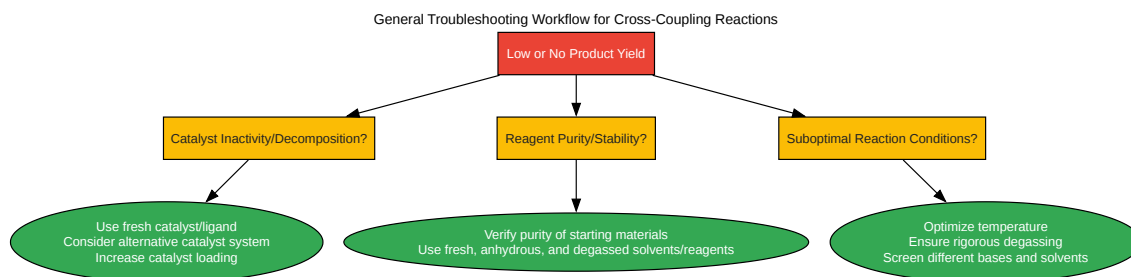 General Troubleshooting Workflow for Cross-Coupling Reactions
Low or No Product Yield
Catalyst Inactivity/Decomposition?
Reagent Purity/Stability?
Suboptimal Reaction Conditions?
Use fresh catalyst/ligand
Consider alternative catalyst system
Increase catalyst loading
Verify purity of starting materials
Use fresh, anhydrous, and degassed solvents/reagents
Optimize temperature
Ensure rigorous degassing
Screen different bases and solvents